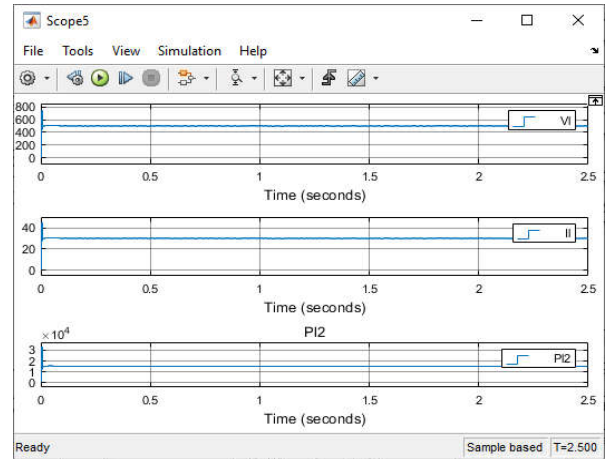 Scope5
File Tools View Simulation Help
800
600
400
200
0
Vl
0 0.5 1 1.5 2 2.5
Time (seconds)
40
20
0
Il
0 0.5 1 1.5 2 2.5
Time (seconds)
×10⁴ Pl2
3
2
1
0
Pl2
0 0.5 1 1.5 2 2.5
Time (seconds)
Ready Sample based T=2.500